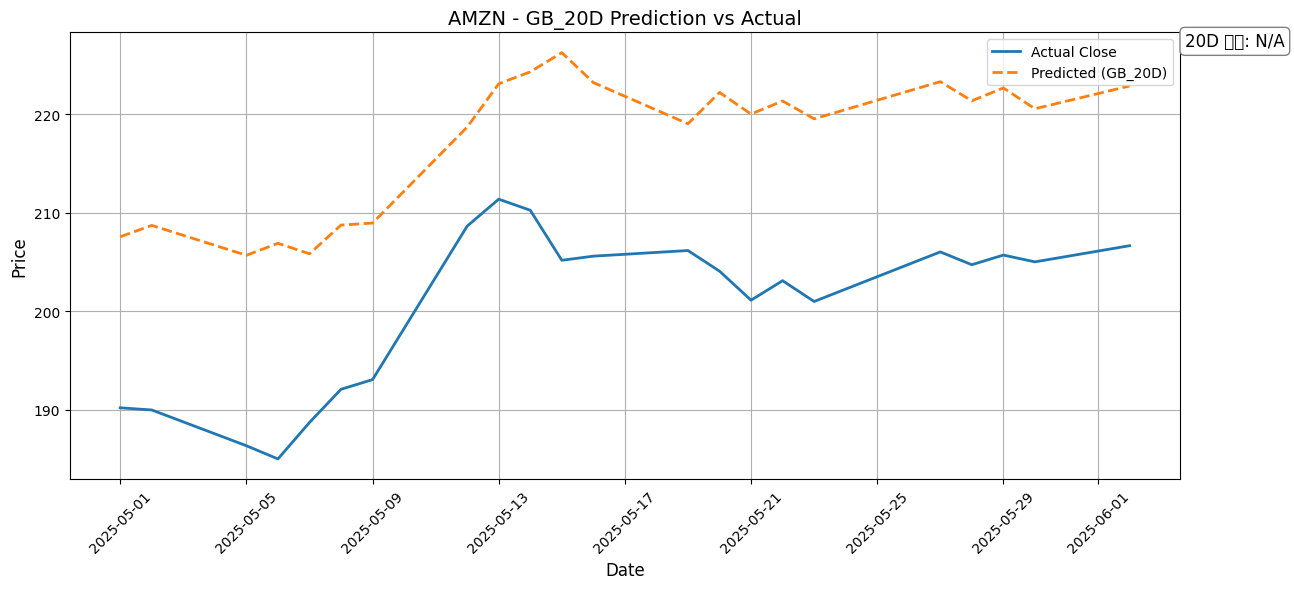 AMZN - GB_20D Prediction vs Actual
20D : N/A
Actual Close
Predicted (GB_20D)
Price
220
210
200
190
2025-05-01
2025-05-05
2025-05-09
2025-05-13
2025-05-17
2025-05-21
2025-05-25
2025-05-29
2025-06-01
Date